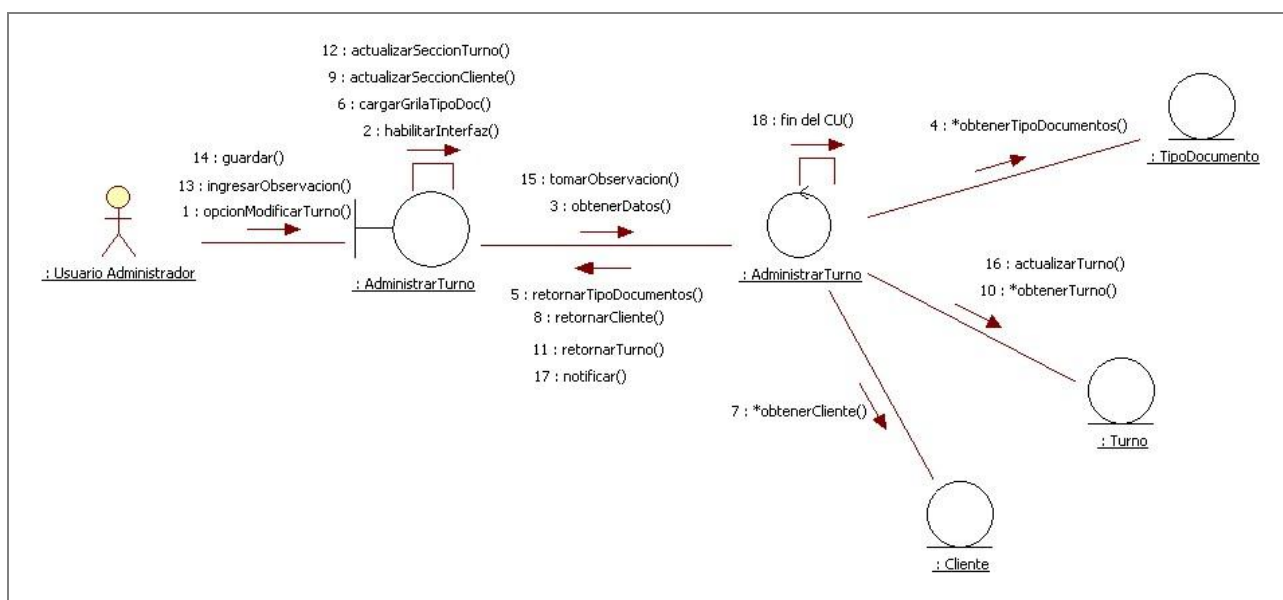 12 : actualizarSeccionTurno()
9 : actualizarSeccionCliente()
6 : cargarGrilaTipoDoc()
2 : habilitarInterfaz()
14 : guardar()
13 : ingresarObservacion()
1 : opcionModificarTurno()
: Usuario Administrador
: AdministrarTurno
15 : tomarObservacion()
3 : obtenerDatos()
5 : retornarTipoDocumentos()
8 : retornarCliente()
11 : retornarTurno()
17 : notificar()
18 : fin del CU()
: AdministrarTurno
4 : *obtenerTipoDocumentos()
: TipoDocumento
16 : actualizarTurno()
10 : *obtenerTurno()
: Turno
7 : *obtenerCliente()
: Cliente